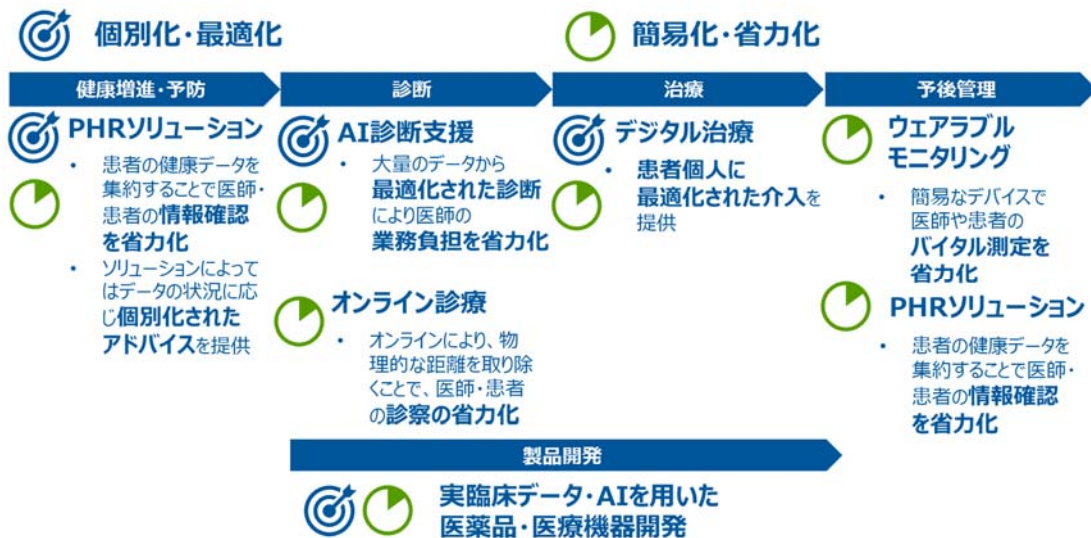 個別化・最適化
簡易化・省力化
健康増進・予防
診断
治療
予後管理
PHRソリューション
・ 患者の健康データを
集約することで医師・
患者の情報確認
を省力化
・ ソリューションによって
はデータの状況に応
じ個別化された
アドバイスを提供
AI診断支援
・ 大量のデータから
最適化された診断
により医師の
業務負担を省力化
オンライン診療
・ オンラインにより、物
理的な距離を取り除
くことで、医師・患者
の診察の省力化
デジタル治療
・ 患者個人に
最適化された介入を
提供
ウェアラブル
モニタリング
・ 簡易なデバイスで
医師や患者の
バイタル測定を
省力化
PHRソリューション
・ 患者の健康データを
集約することで医師・
患者の情報確認
を省力化
製品開発
実臨床データ・AIを用いた
医薬品・医療機器開発